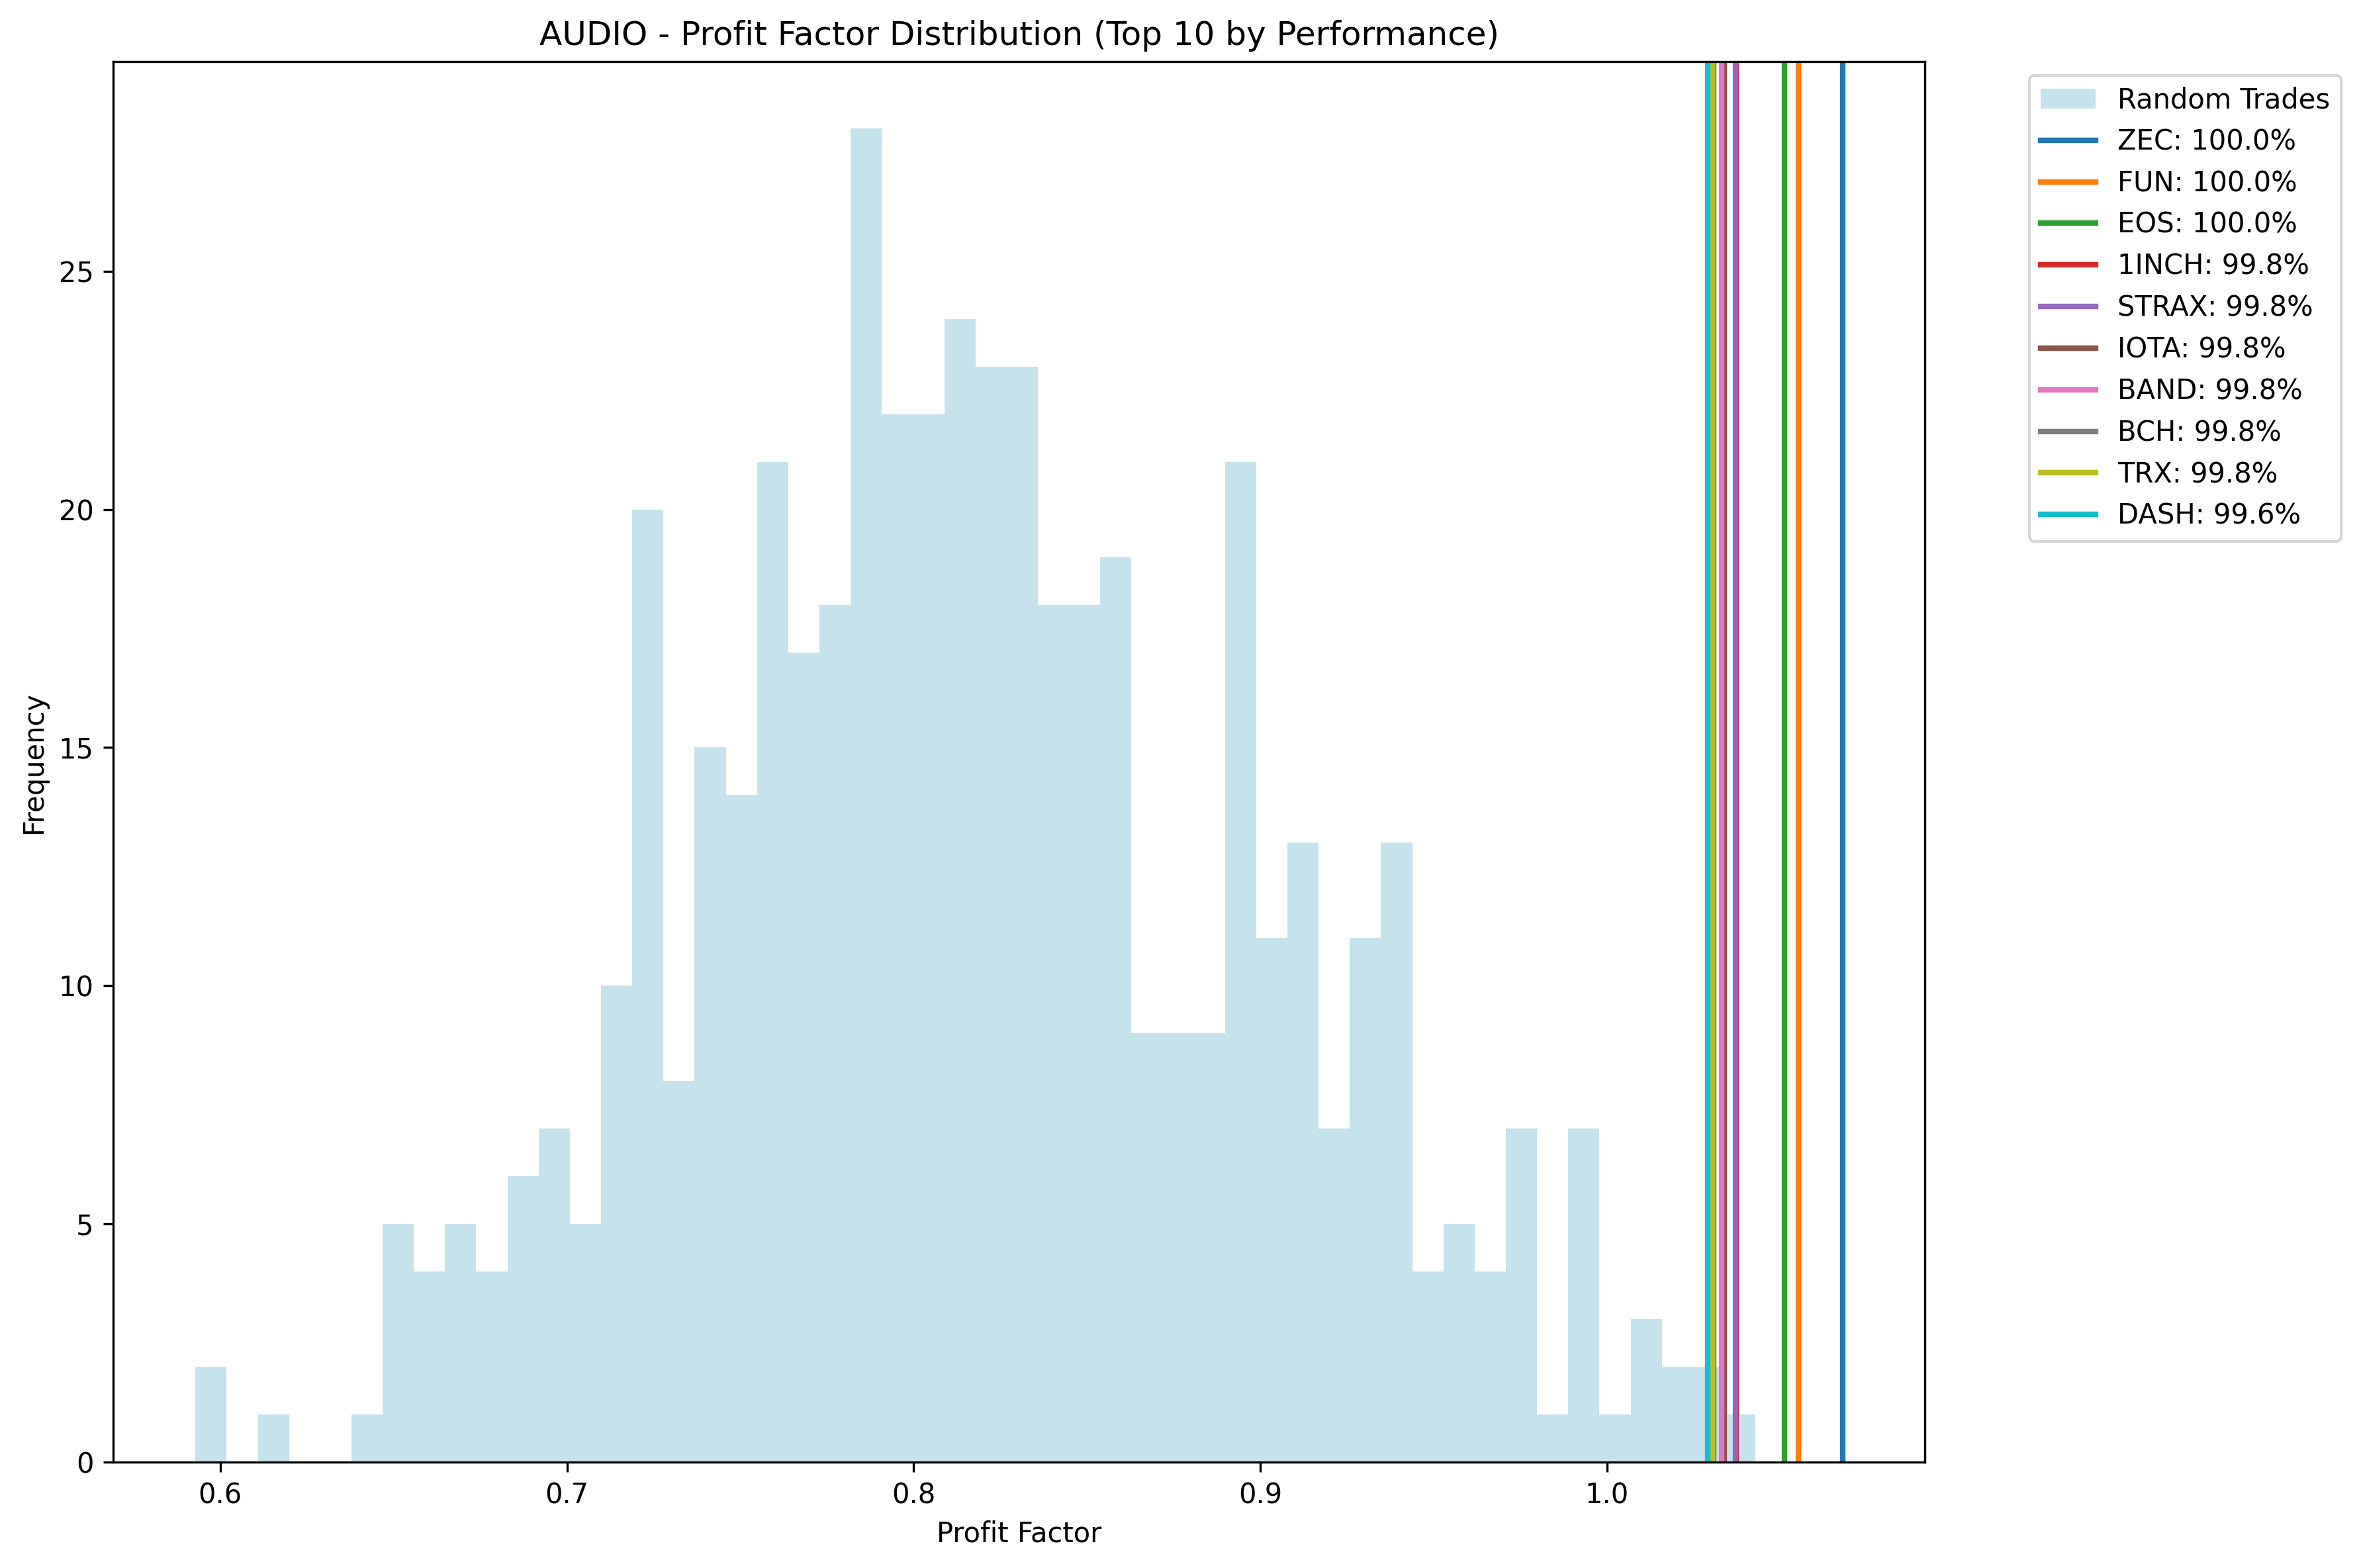 AUDIO - Profit Factor Distribution (Top 10 by Performance)
Random Trades
ZEC: 100.0%
FUN: 100.0%
EOS: 100.0%
1INCH: 99.8%
STRAX: 99.8%
IOTA: 99.8%
BAND: 99.8%
BCH: 99.8%
TRX: 99.8%
DASH: 99.6%
Frequency
25
20
15
10
5
0
0.6
0.7
0.8
0.9
1.0
Profit Factor